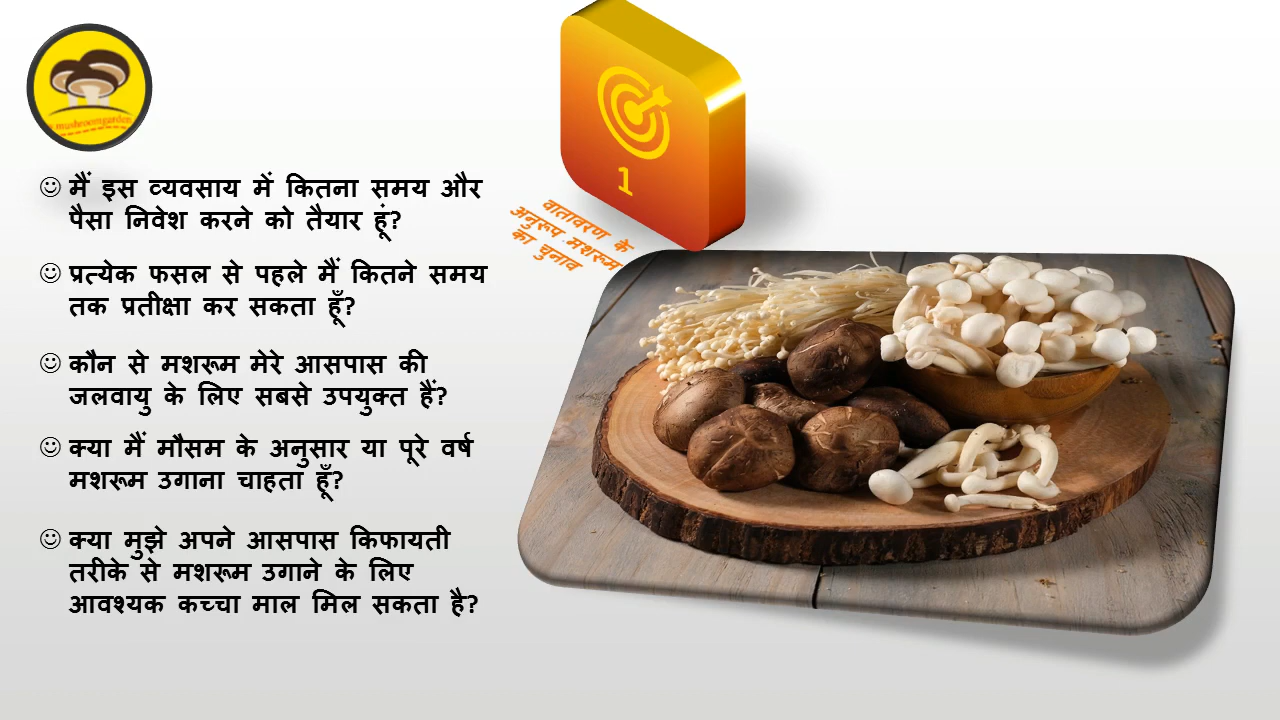 mushroomgarden
1
वातावरण के
अनुरूप मशरूम
का चुनाव
मैं इस व्यवसाय में कितना समय और
पैसा निवेश करने को तैयार हूं?
प्रत्येक फसल से पहले मैं कितने समय
तक प्रतीक्षा कर सकता हूँ?
कौन से मशरूम मेरे आसपास की
जलवायु के लिए सबसे उपयुक्त हैं?
क्या मैं मौसम के अनुसार या पूरे वर्ष
मशरूम उगाना चाहता हूँ?
क्या मुझे अपने आसपास किफायती
तरीके से मशरूम उगाने के लिए
आवश्यक कच्चा माल मिल सकता है?